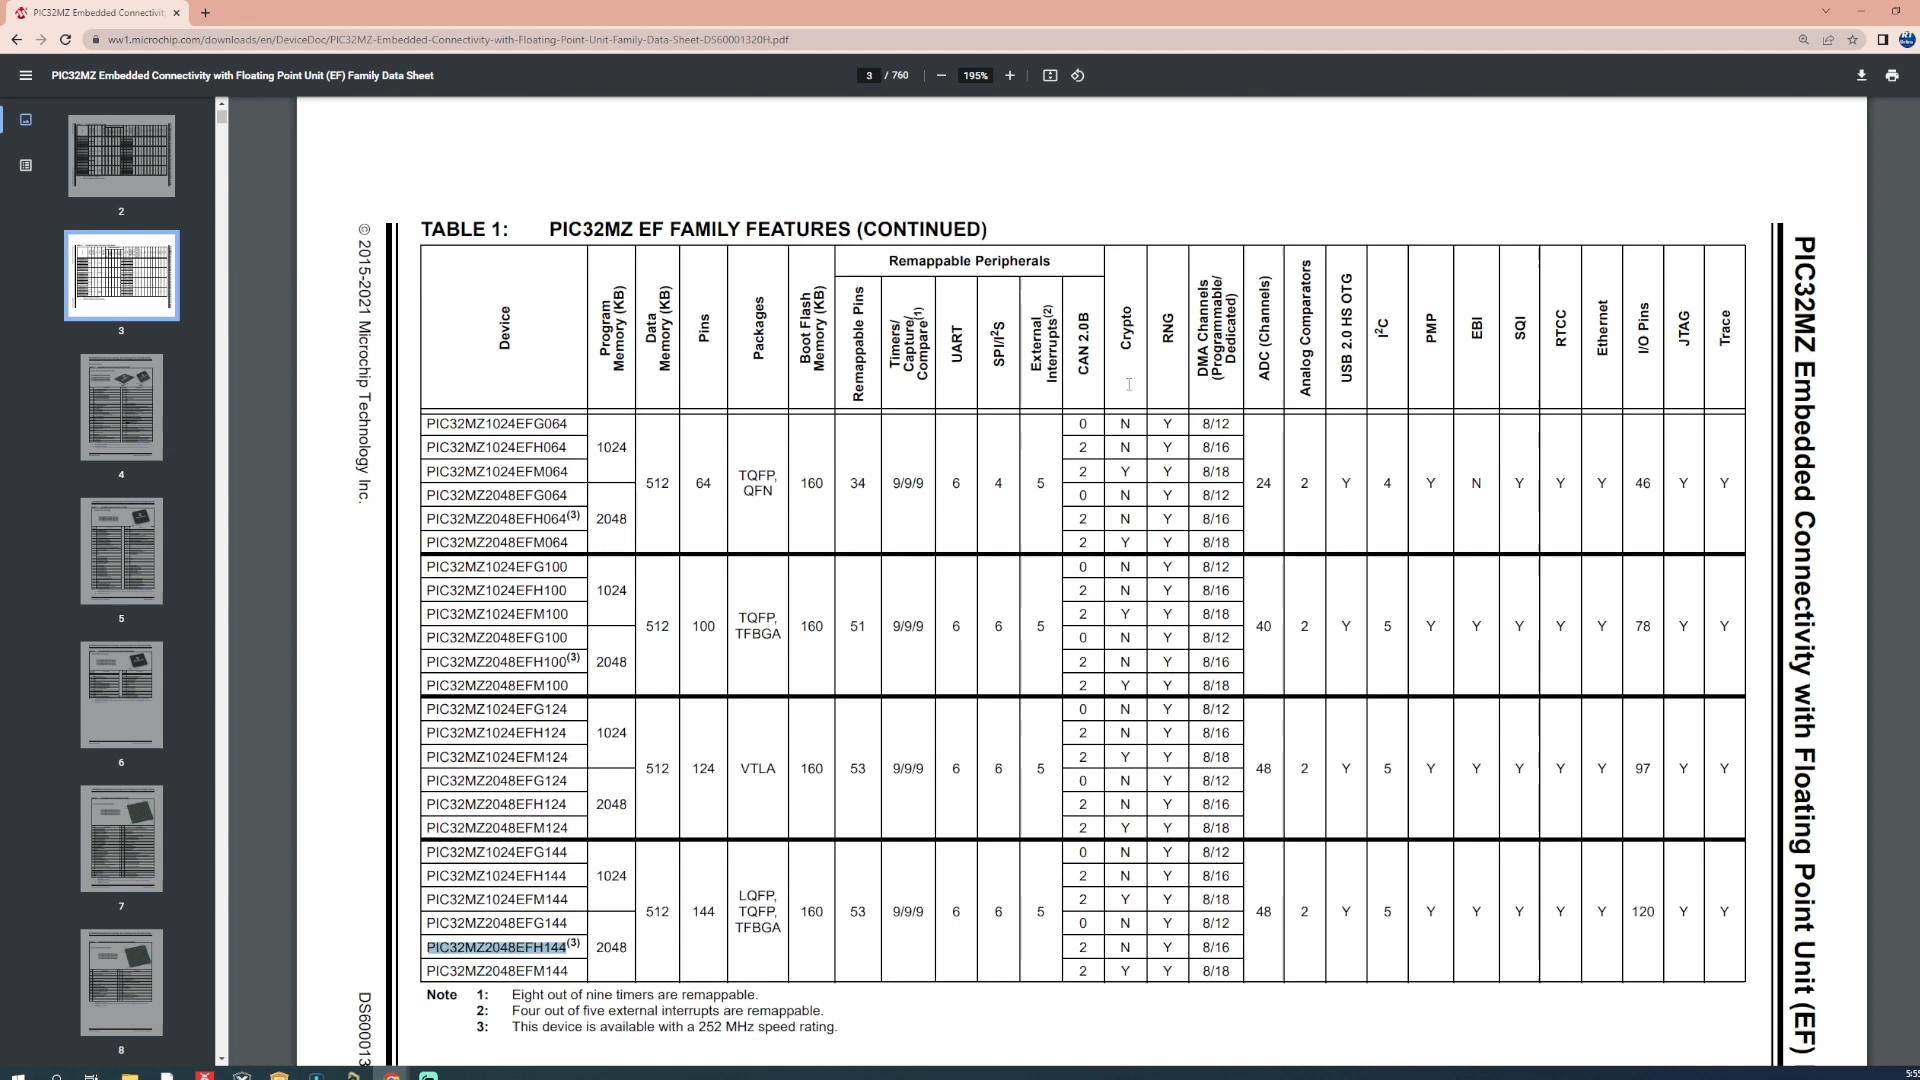 PIC32MZ Embedded Connectivity
ww1.microchip.com/downloads/en/DeviceDoc/PIC32MZ-Embedded-Connectivity-with-Floating-Point-Unit-Family-Data-Sheet-DS60001320H.pdf
PIC32MZ Embedded Connectivity with Floating Point Unit (EF) Family Data Sheet
3 / 760
195%
2
3
4
5
6
7
8
© 2015-2021 Microchip Technology Inc.
DS600013
TABLE 1: PIC32MZ EF FAMILY FEATURES (CONTINUED)
Remappable Peripherals
Device
Program Memory (KB)
Data Memory (KB)
Pins
Packages
Boot Flash Memory (KB)
Remappable Pins
Timers/ Capture/ Compare(1)
UART
SPI/I2S
External Interrupts(2)
CAN 2.0B
Crypto
RNG
DMA Channels (Programmable/ Dedicated)
ADC (Channels)
Analog Comparators
USB 2.0 HS OTG
I2C
PMP
EBI
SQI
RTCC
Ethernet
I/O Pins
JTAG
Trace
PIC32MZ1024EFG064 0 N Y 8/12
PIC32MZ1024EFH064 1024 2 N Y 8/16
PIC32MZ1024EFM064 2 Y Y 8/18
512 64 TQFP, QFN 160 34 9/9/9 6 4 5 24 2 Y 4 Y N Y Y Y 46 Y Y
PIC32MZ2048EFG064 0 N Y 8/12
PIC32MZ2048EFH064(3) 2048 2 N Y 8/16
PIC32MZ2048EFM064 2 Y Y 8/18
PIC32MZ1024EFG100 0 N Y 8/12
PIC32MZ1024EFH100 1024 2 N Y 8/16
PIC32MZ1024EFM100 2 Y Y 8/18
512 100 TQFP, TFBGA 160 51 9/9/9 6 6 5 40 2 Y 5 Y Y Y Y Y 78 Y Y
PIC32MZ2048EFG100 0 N Y 8/12
PIC32MZ2048EFH100(3) 2048 2 N Y 8/16
PIC32MZ2048EFM100 2 Y Y 8/18
PIC32MZ1024EFG124 0 N Y 8/12
PIC32MZ1024EFH124 1024 2 N Y 8/16
PIC32MZ1024EFM124 2 Y Y 8/18
512 124 VTLA 160 53 9/9/9 6 6 5 48 2 Y 5 Y Y Y Y Y 97 Y Y
PIC32MZ2048EFG124 0 N Y 8/12
PIC32MZ2048EFH124 2048 2 N Y 8/16
PIC32MZ2048EFM124 2 Y Y 8/18
PIC32MZ1024EFG144 0 N Y 8/12
PIC32MZ1024EFH144 1024 2 N Y 8/16
PIC32MZ1024EFM144 2 Y Y 8/18
512 144 LQFP, TQFP, TFBGA 160 53 9/9/9 6 6 5 48 2 Y 5 Y Y Y Y Y 120 Y Y
PIC32MZ2048EFG144 0 N Y 8/12
PIC32MZ2048EFH144(3) 2048 2 N Y 8/16
PIC32MZ2048EFM144 2 Y Y 8/18
Note 1: Eight out of nine timers are remappable.
2: Four out of five external interrupts are remappable.
3: This device is available with a 252 MHz speed rating.
PIC32MZ Embedded Connectivity with Floating Point Unit (EF)